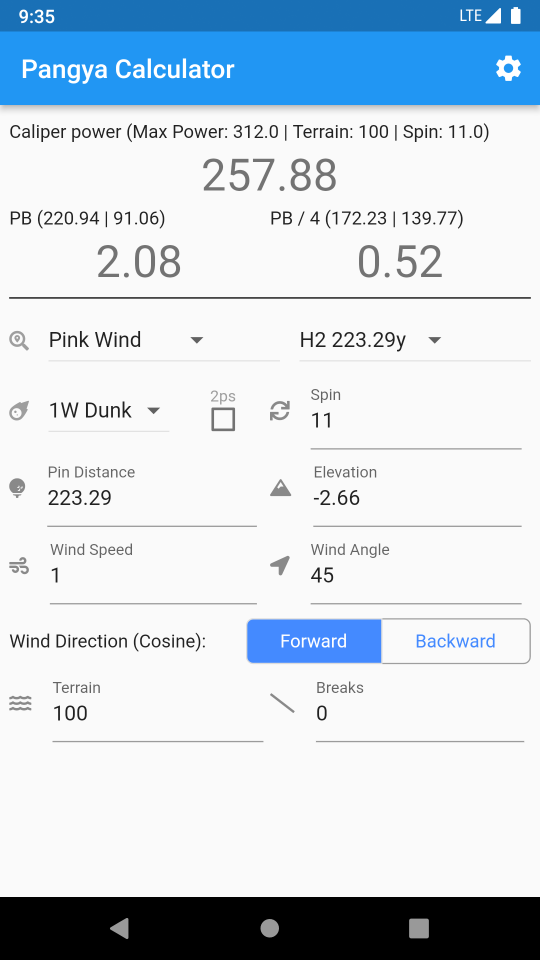 9:35 LTE
Pangya Calculator
Caliper power (Max Power: 312.0 | Terrain: 100 | Spin: 11.0)
257.88
PB (220.94 | 91.06) PB / 4 (172.23 | 139.77)
2.08 0.52
Pink Wind H2 223.29y
2ps Spin
1W Dunk 11
Pin Distance Elevation
223.29 -2.66
Wind Speed Wind Angle
1 45
Wind Direction (Cosine): Forward Backward
Terrain Breaks
100 0